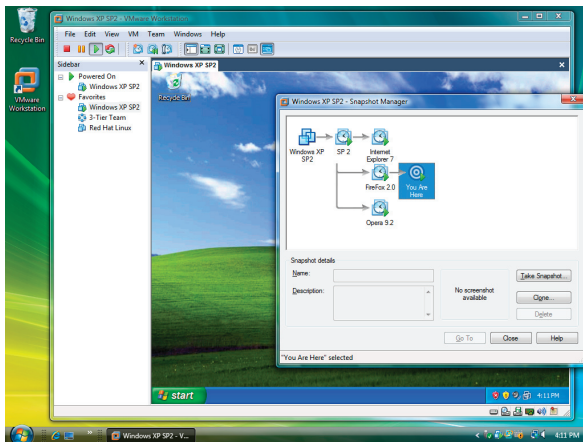 Recycle Bin
VMware
Workstation
Windows XP SP2 - VMware Workstation
File Edit View VM Team Windows Help
Sidebar ×
Powered On
Windows XP SP2
Favorites
Windows XP SP2
3-Tier Team
Red Hat Linux
Windows XP SP2
Recycle Bin
Windows XP SP2 - Snapshot Manager
Windows XP
SP2
SP 2
Internet
Explorer 7
FireFox 2.0
You Are
Here
Opera 9.2
Snapshot details
Name:
Description:
No screenshot
available
Take Snapshot...
Clone...
Delete
Go To
Close
Help
"You Are Here" selected
start
4:11 PM
Windows XP SP2 - V...
4:11 PM